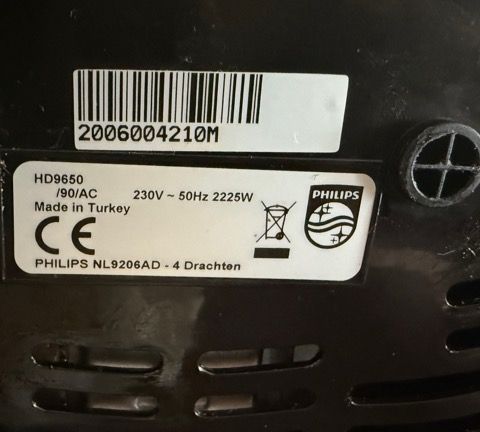 2006004210M
HD9650
/90/AC 230V ~ 50Hz 2225W
Made in Turkey
CE
PHILIPS
PHILIPS NL9206AD - 4 Drachten